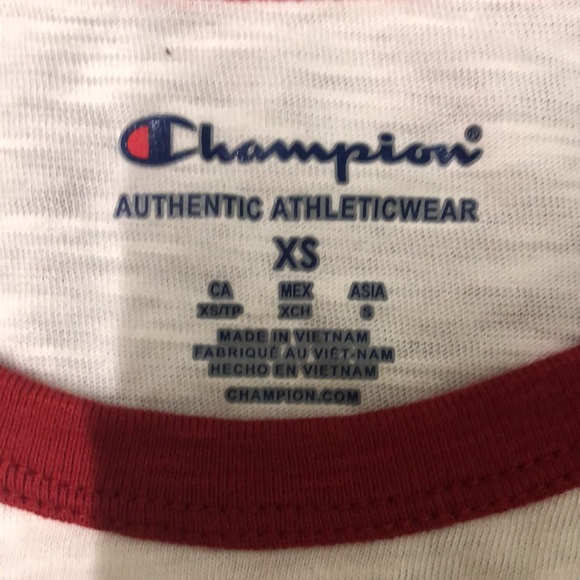 Champion®
AUTHENTIC ATHLETICWEAR
XS
CA MEX ASIA
XS/TP XCH S
MADE IN VIETNAM
FABRIQUÉ AU VIÊT-NAM
HECHO EN VIETNAM
CHAMPION.COM